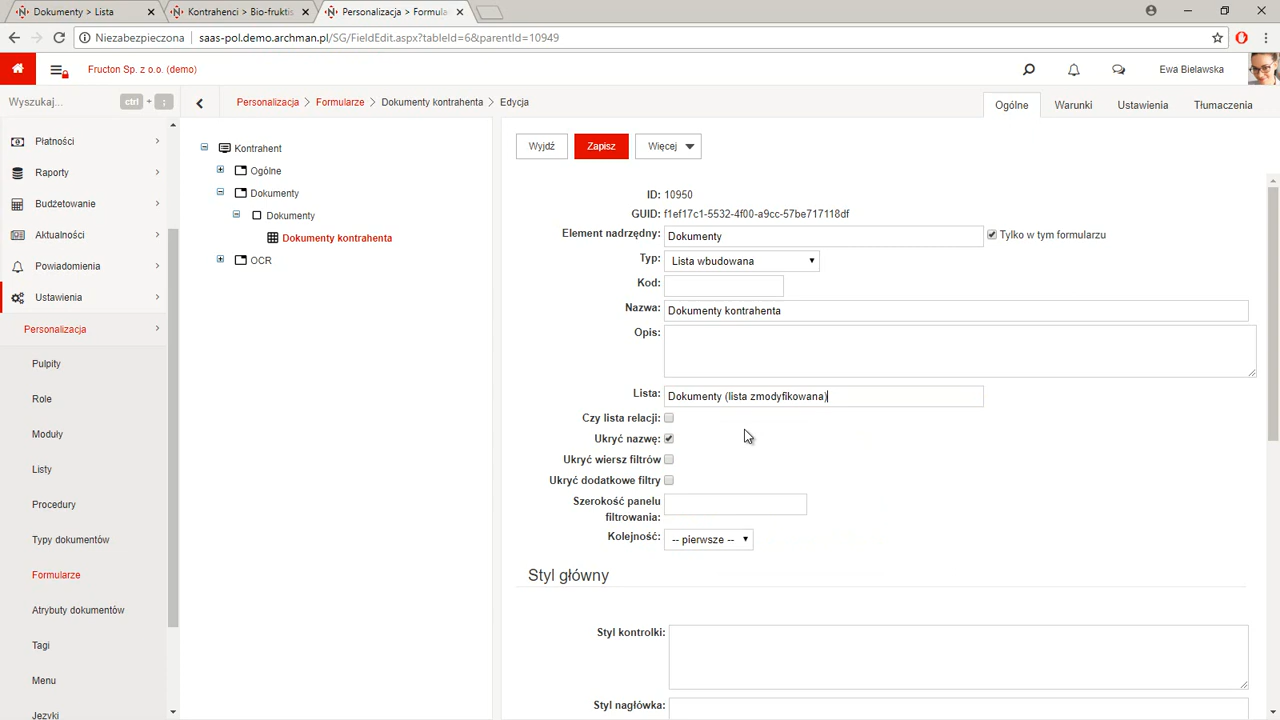 Dokumenty > Lista
Kontrahenci > Bio-fruktis
Personalizacja > Formula
Niezabezpieczona
saas-pol.demo.archman.pl/SG/FieldEdit.aspx?tableId=6&parentId=10949
Fructon Sp. z o.o. (demo)
Ewa Bielawska
Wyszukaj...
ctrl + ;
Personalizacja > Formularze > Dokumenty kontrahenta > Edycja
Ogólne
Warunki
Ustawienia
Tłumaczenia
Płatności
Raporty
Budżetowanie
Aktualności
Powiadomienia
Ustawienia
Personalizacja
Pulpity
Role
Moduły
Listy
Procedury
Typy dokumentów
Formularze
Atrybuty dokumentów
Tagi
Menu
Języki
Kontrahent
Ogólne
Dokumenty
Dokumenty
Dokumenty kontrahenta
OCR
Wyjdź
Zapisz
Więcej
ID: 10950
GUID: f1ef17c1-5532-4f00-a9cc-57be717118df
Element nadrzędny: Dokumenty
Tylko w tym formularzu
Typ: Lista wbudowana
Kod:
Nazwa: Dokumenty kontrahenta
Opis:
Lista: Dokumenty (lista zmodyfikowana)
Czy lista relacji:
Ukryć nazwę:
Ukryć wiersz filtrów
Ukryć dodatkowe filtry
Szerokość panelu
filtrowania:
Kolejność: -- pierwsze --
Styl główny
Styl kontrolki:
Styl nagłówka: